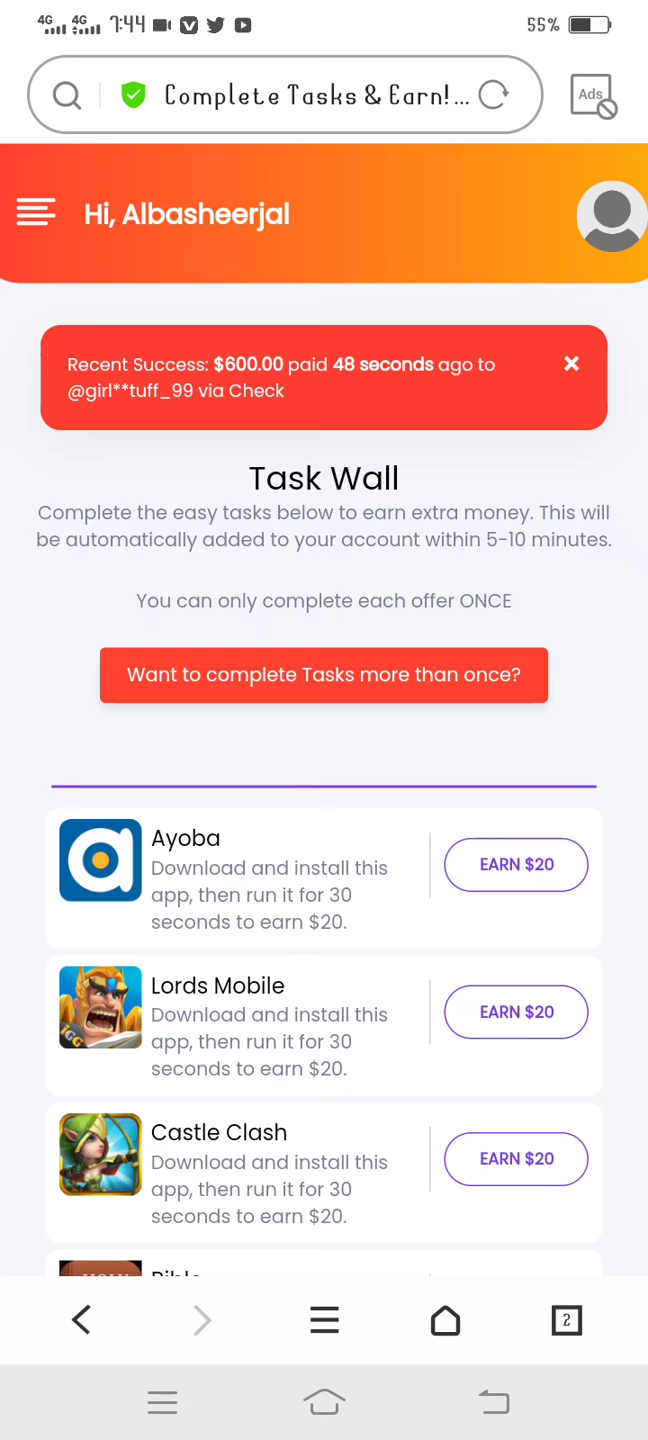 4G 4G 7:44 55%
Complete Tasks & Earn!...
Ads
Hi, Albasheerjal
Recent Success: $600.00 paid 48 seconds ago to
@girl**tuff_99 via Check
Task Wall
Complete the easy tasks below to earn extra money. This will
be automatically added to your account within 5-10 minutes.
You can only complete each offer ONCE
Want to complete Tasks more than once?
Ayoba
Download and install this
app, then run it for 30
seconds to earn $20.
EARN $20
Lords Mobile
Download and install this
app, then run it for 30
seconds to earn $20.
EARN $20
IGG
Castle Clash
Download and install this
app, then run it for 30
seconds to earn $20.
EARN $20
2